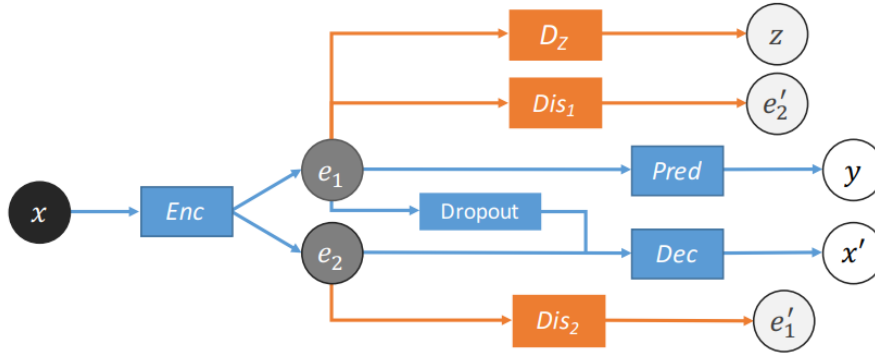 D_Z
z
Dis_1
e'_2
e_1
Pred
y
x
Enc
Dropout
e_2
Dec
x'
Dis_2
e'_1